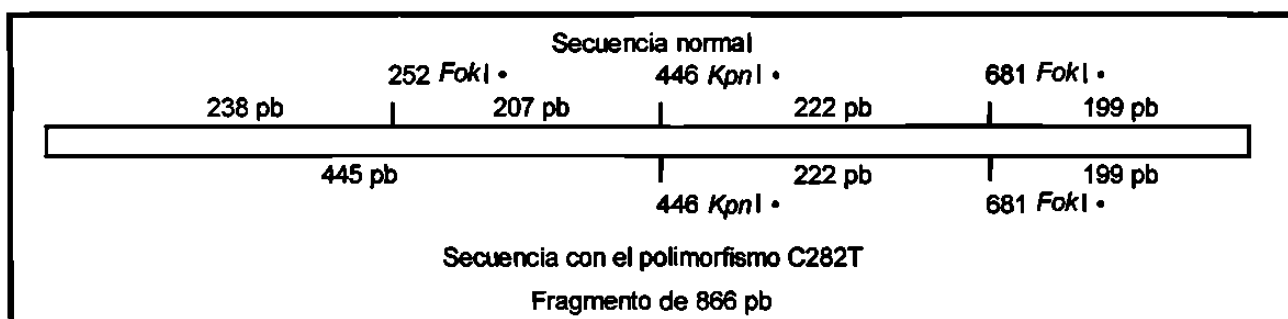 Secuencia normal
252 FokI • 446 KpnI • 681 FokI •
238 pb 207 pb 222 pb 199 pb
445 pb 222 pb 199 pb
446 KpnI • 681 FokI •
Secuencia con el polimorfismo C282T
Fragmento de 866 pb